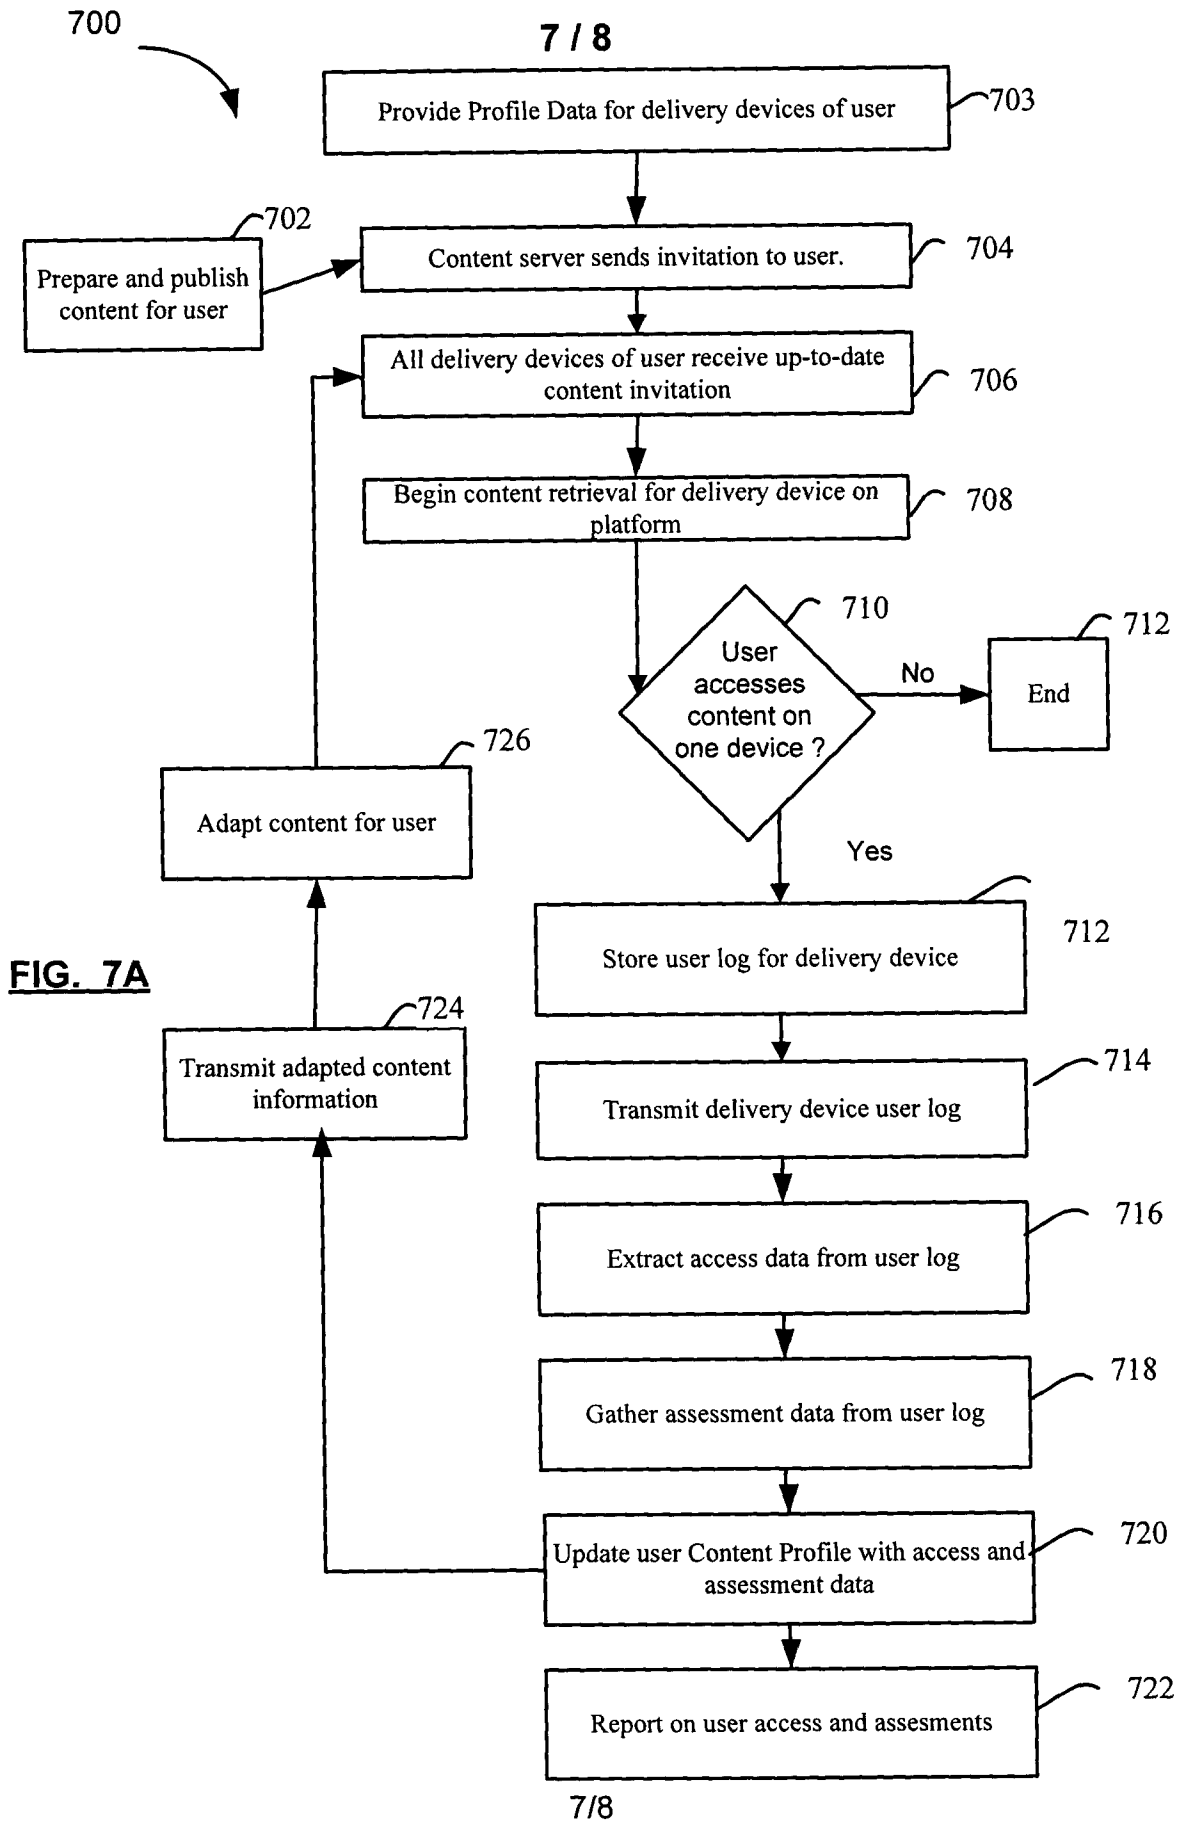 700
7 / 8
Provide Profile Data for delivery devices of user
703
702
Prepare and publish
content for user
Content server sends invitation to user.
704
All delivery devices of user receive up-to-date
content invitation
706
Begin content retrieval for delivery device on
platform
708
710
User
accesses
content on
one device ?
No
712
End
726
Adapt content for user
Yes
712
Store user log for delivery device
FIG. 7A
724
Transmit adapted content
information
714
Transmit delivery device user log
716
Extract access data from user log
718
Gather assessment data from user log
720
Update user Content Profile with access and
assessment data
722
Report on user access and assesments
7/8